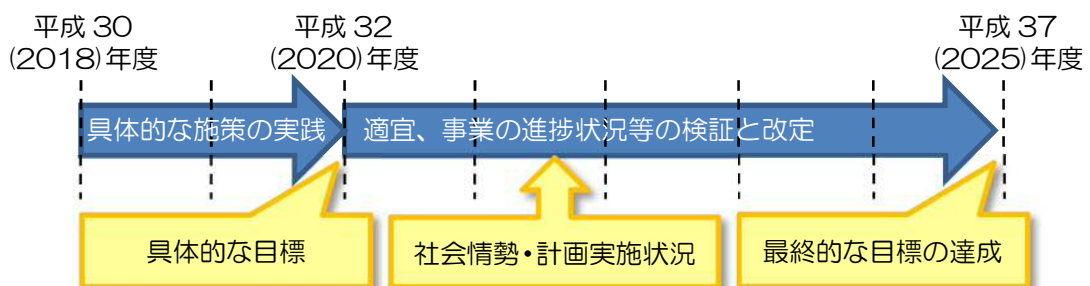 平成 30
(2018)年度
平成 32
(2020)年度
平成 37
(2025)年度
具体的な施策の実践
適宜、事業の進捗状況等の検証と改定
具体的な目標
社会情勢・計画実施状況
最終的な目標の達成